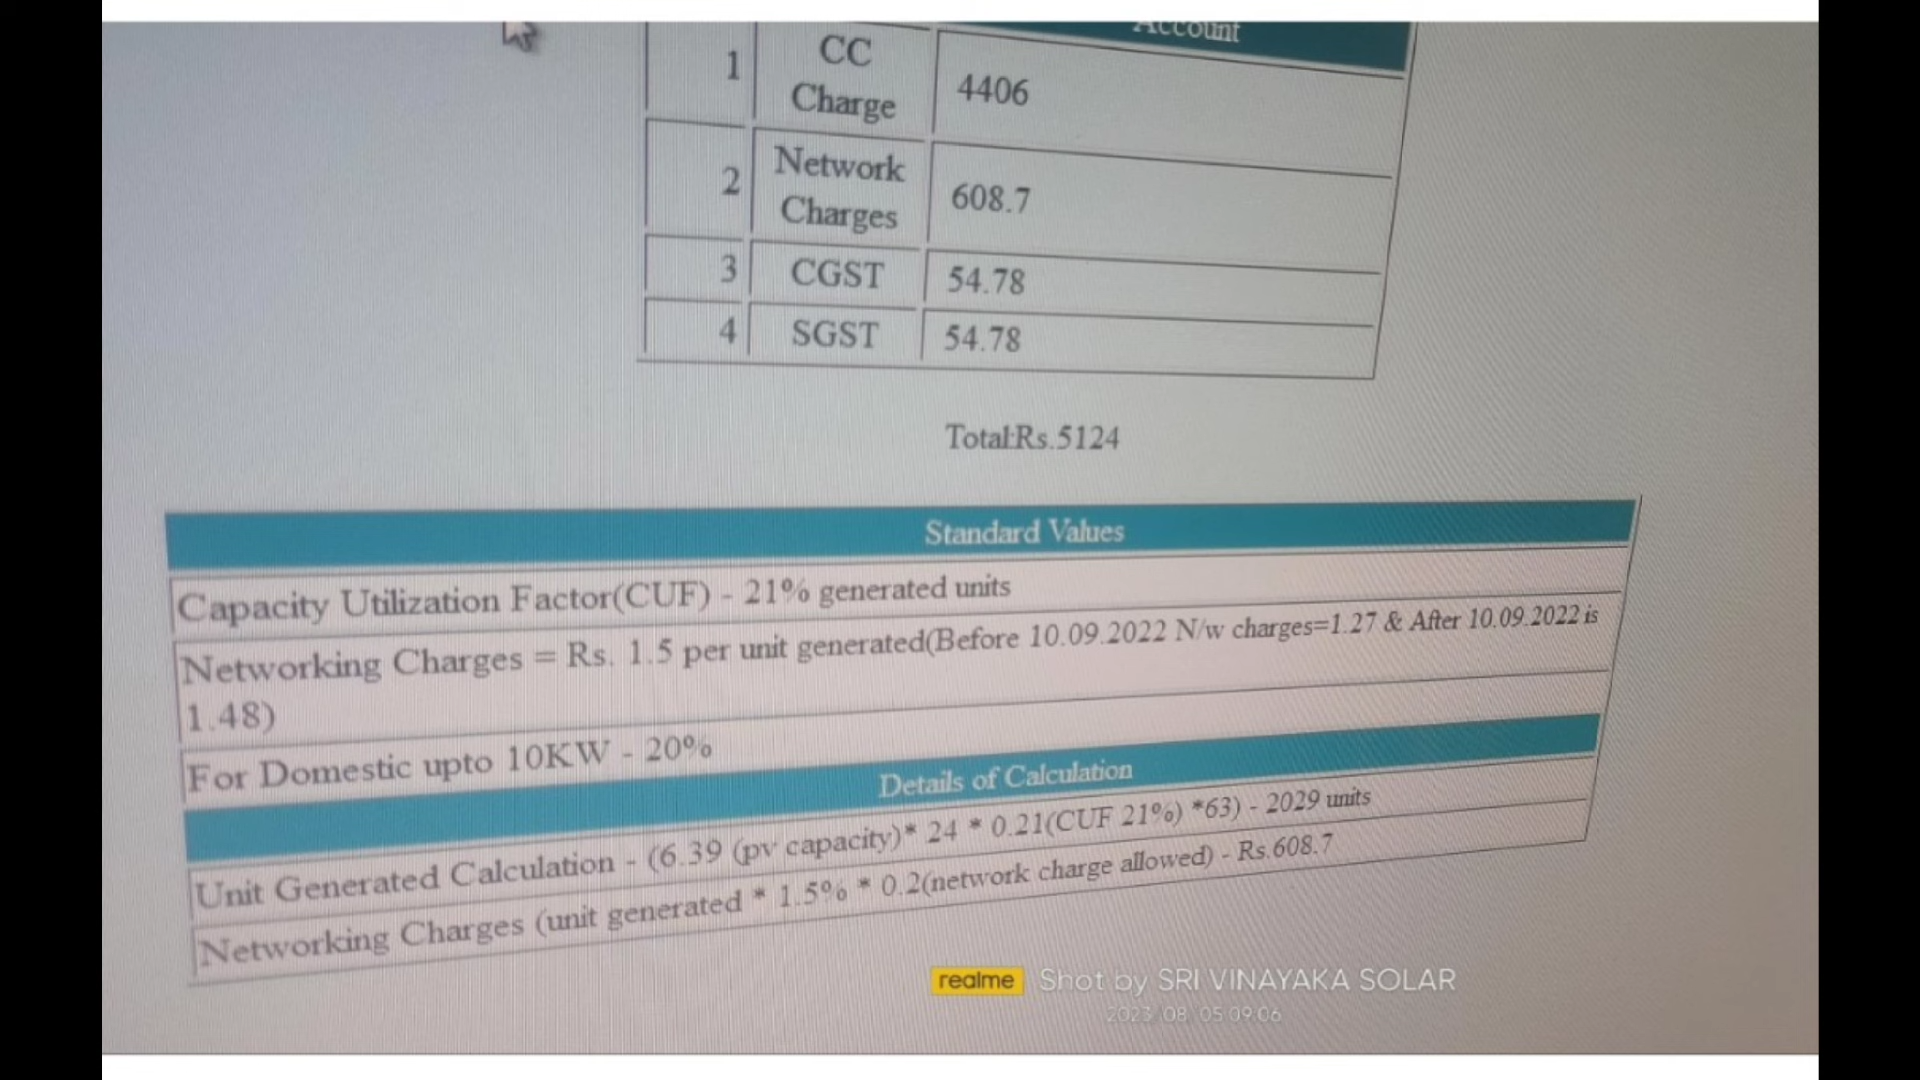 Account
1 CC Charge 4406
2 Network Charges 608.7
3 CGST 54.78
4 SGST 54.78
Total:Rs.5124
Standard Values
Capacity Utilization Factor(CUF) - 21% generated units
Networking Charges = Rs. 1.5 per unit generated(Before 10.09.2022 N/w charges=1.27 & After 10.09.2022 is
1.48)
For Domestic upto 10KW - 20%
Details of Calculation
Unit Generated Calculation - (6.39 (pv capacity)* 24 * 0.21(CUF 21%) *63) - 2029 units
Networking Charges (unit generated * 1.5% * 0.2(network charge allowed) - Rs.608.7
realme Shot by SRI VINAYAKA SOLAR
2023/08/05 09:06